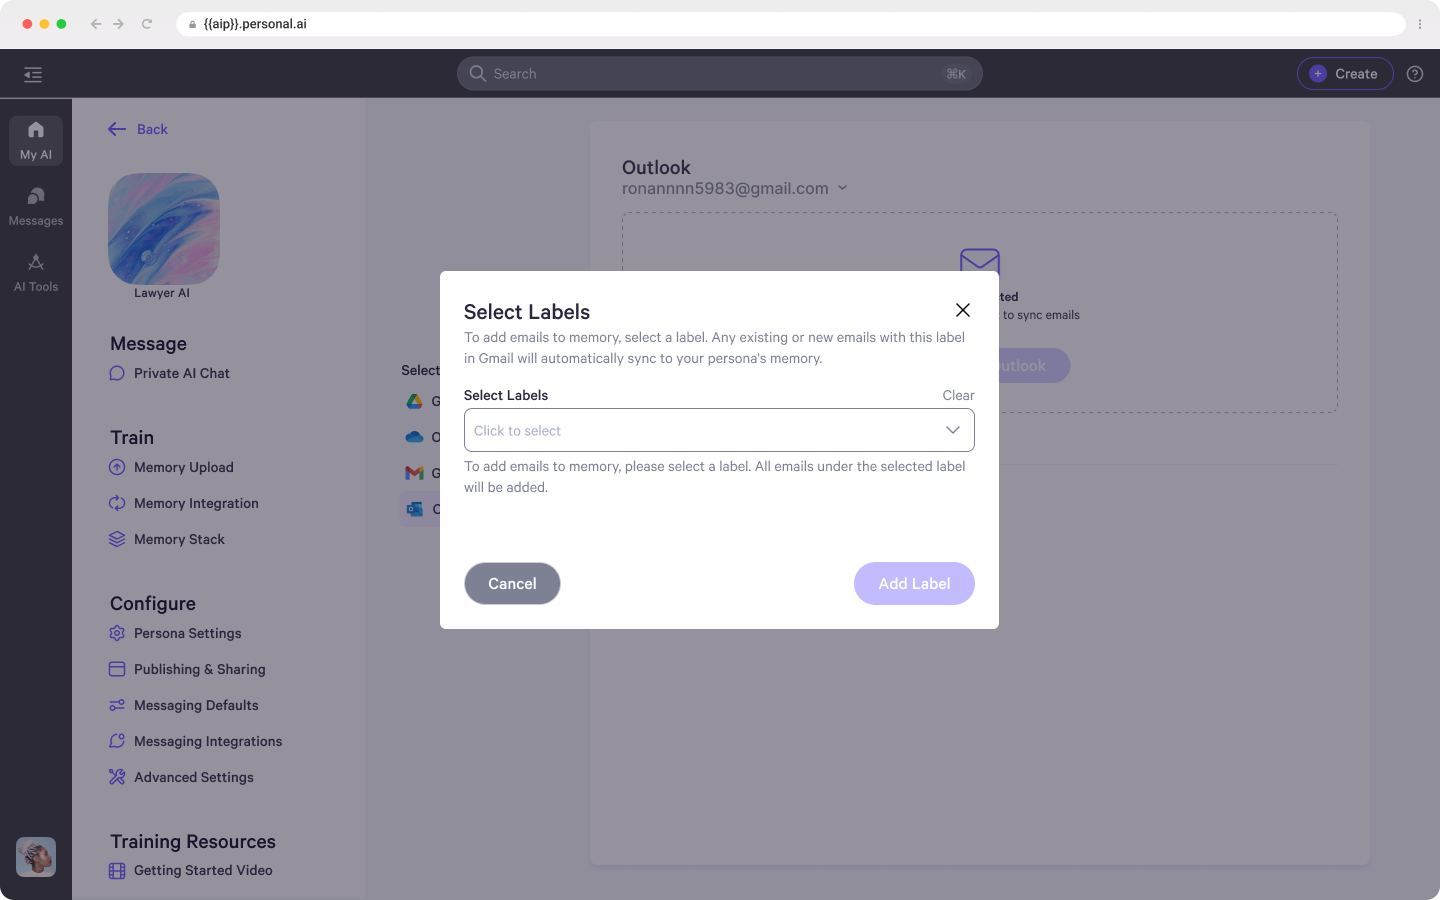 {{aip}}.personal.ai
Search
⌘K
Create
My AI
Messages
AI Tools
Back
Lawyer AI
Message
Private AI Chat
Train
Memory Upload
Memory Integration
Memory Stack
Configure
Persona Settings
Publishing & Sharing
Messaging Defaults
Messaging Integrations
Advanced Settings
Training Resources
Getting Started Video
Select
G
O
G
O
Outlook
ronannnn5983@gmail.com
to sync emails
Select Labels
To add emails to memory, select a label. Any existing or new emails with this label
in Gmail will automatically sync to your persona's memory.
Select Labels
Clear
Click to select
To add emails to memory, please select a label. All emails under the selected label
will be added.
Cancel
Add Label